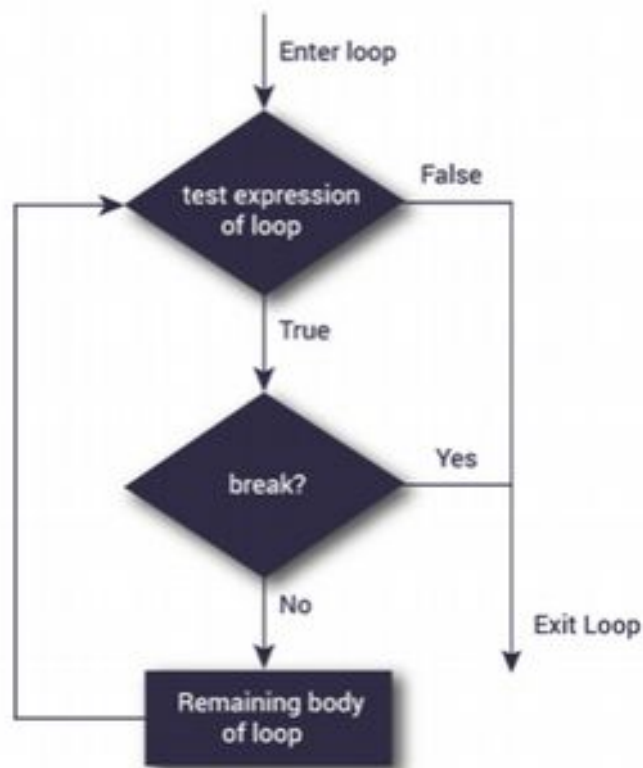 Enter loop
test expression
of loop
False
True
break?
Yes
No
Exit Loop
Remaining body
of loop